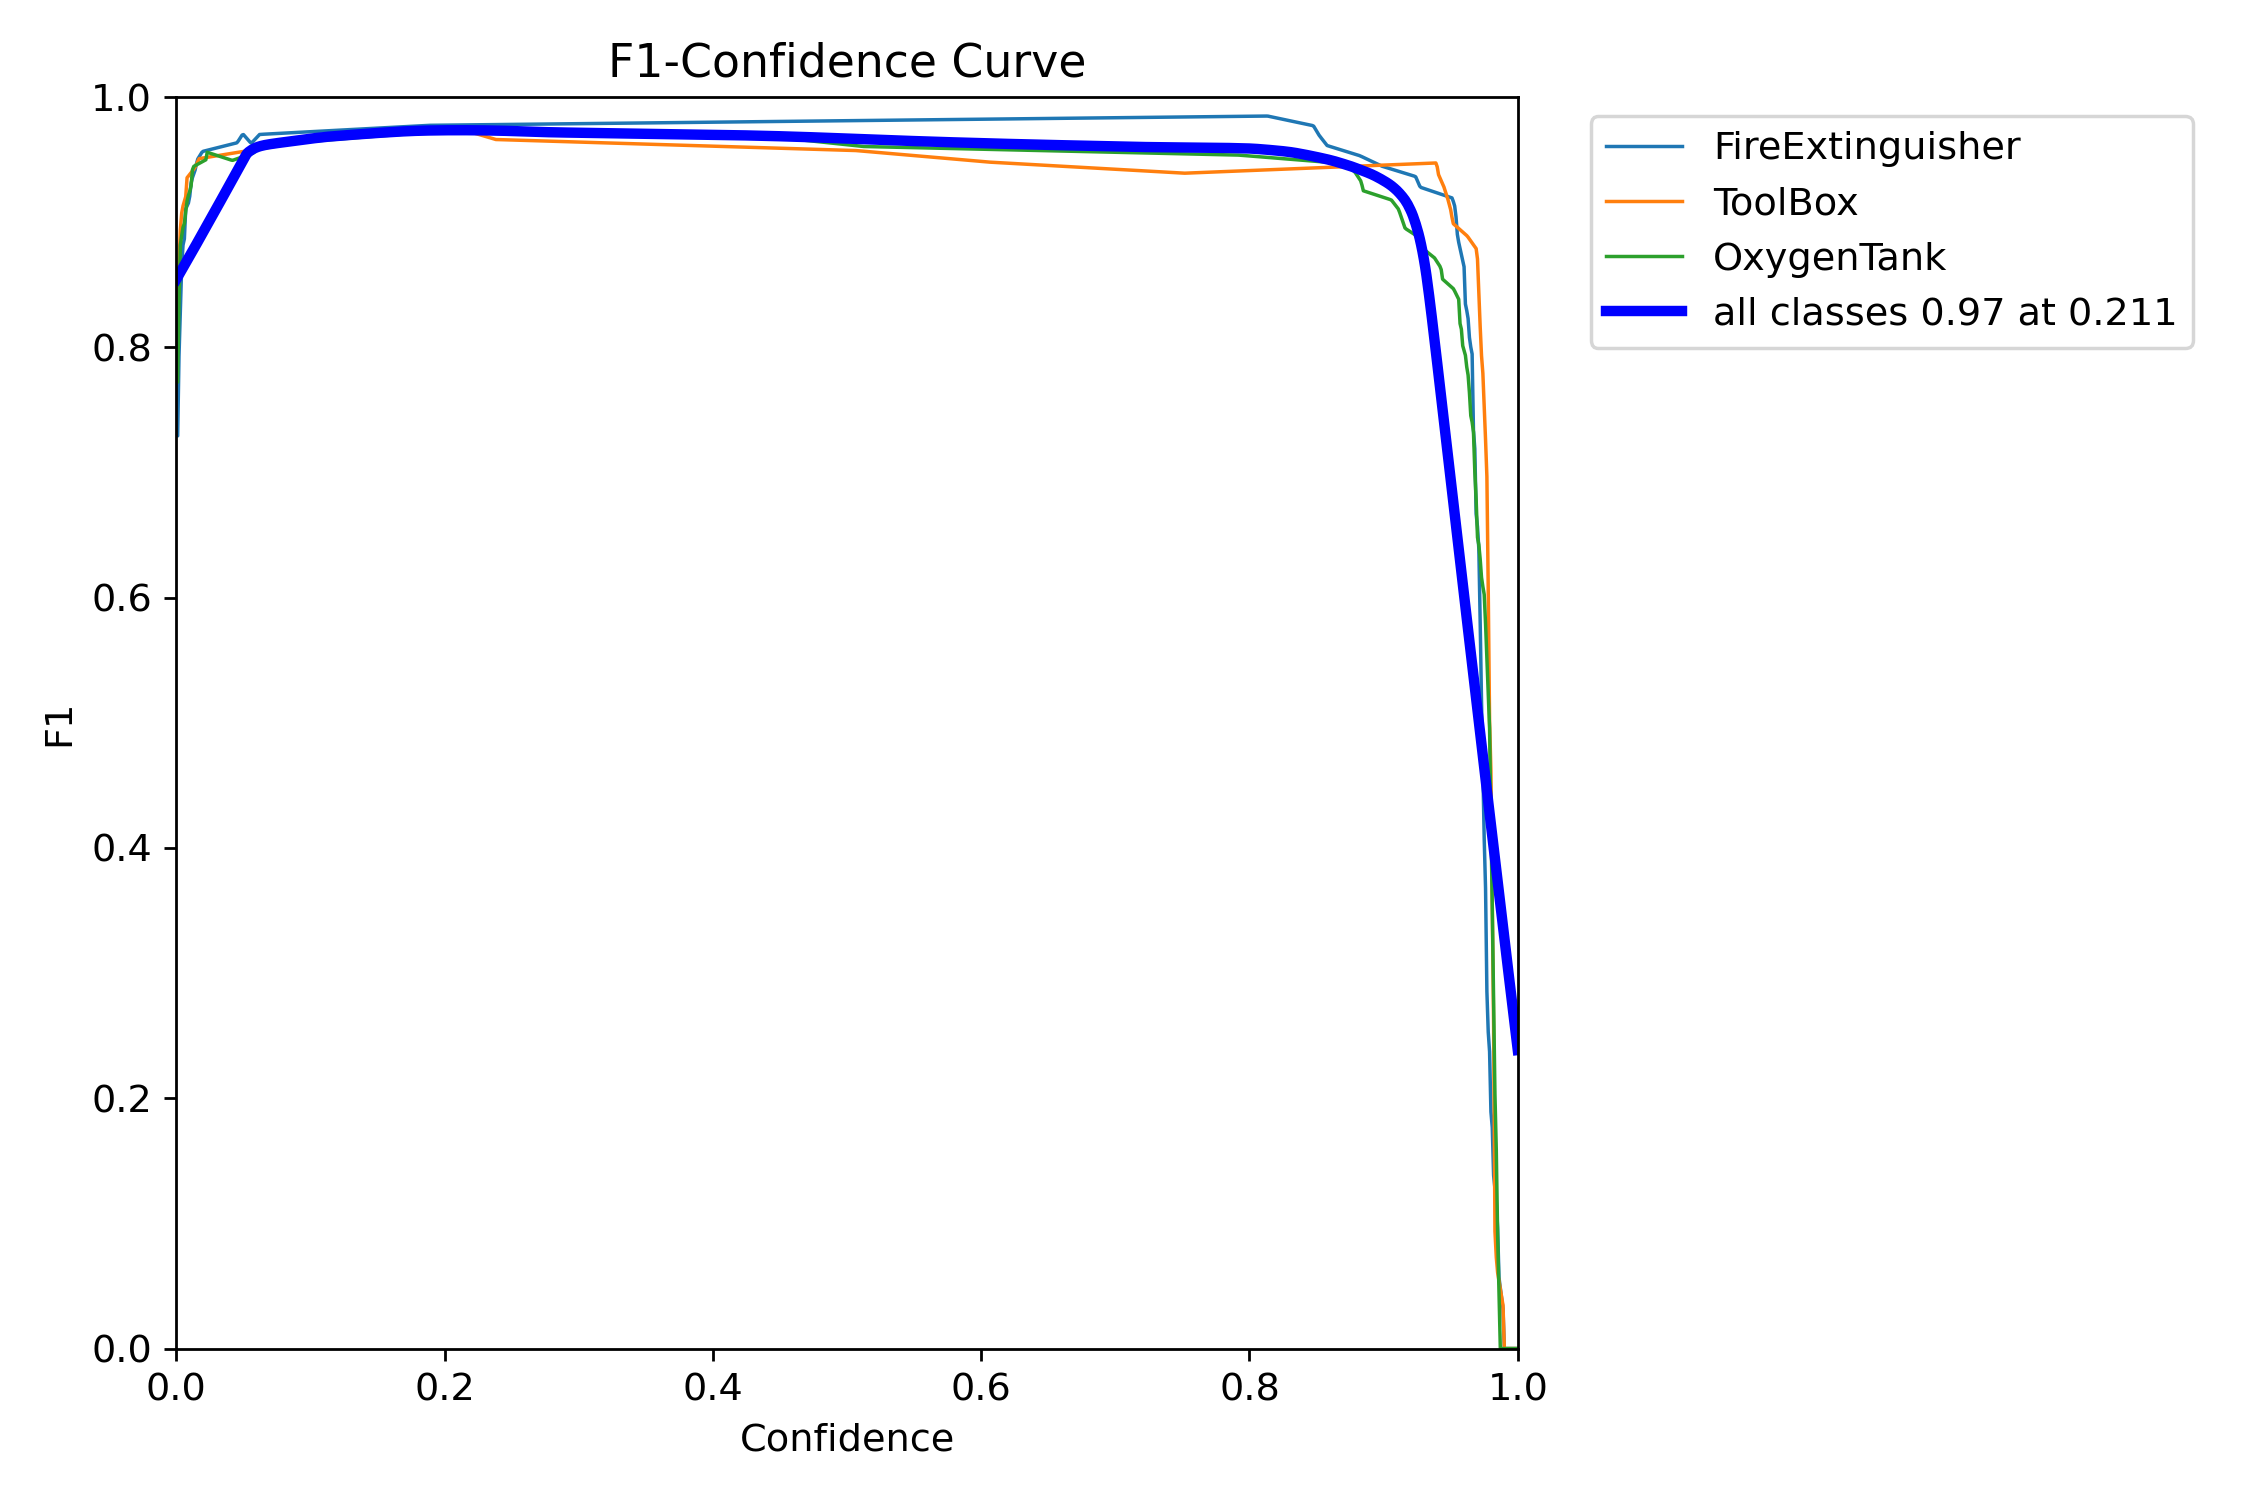 F1-Confidence Curve
1.0
0.8
0.6
0.4
0.2
0.0
F1
0.0 0.2 0.4 0.6 0.8 1.0
Confidence
FireExtinguisher
ToolBox
OxygenTank
all classes 0.97 at 0.211